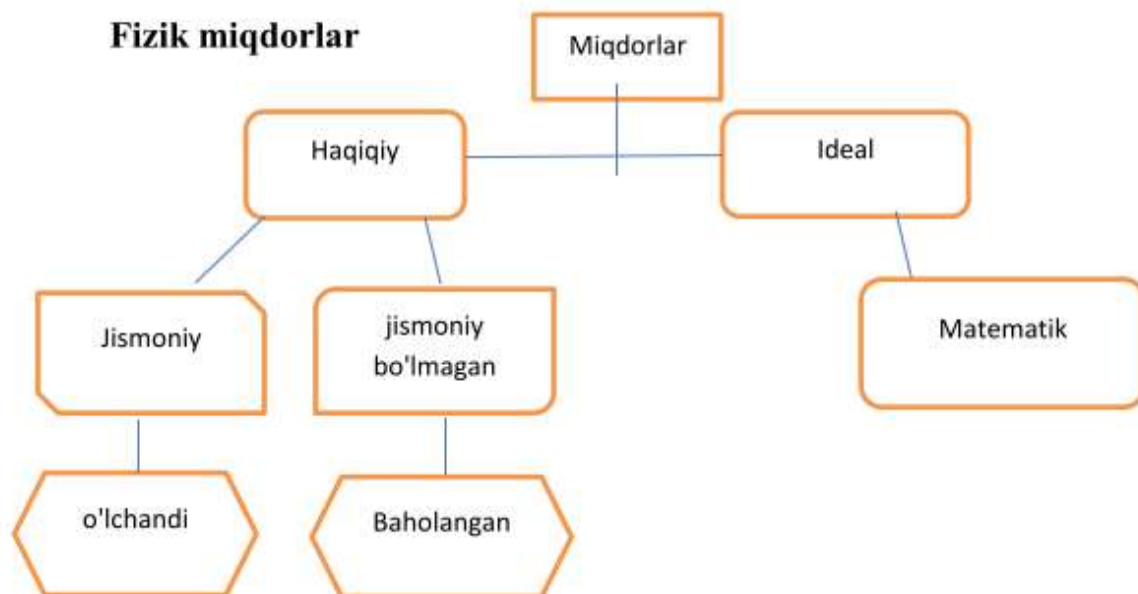 Fizik miqdorlar
Miqdorlar
Haqiqiy
Ideal
Jismoniy
jismoniy
bo'lmagan
Matematik
o'lchandi
Baholangan